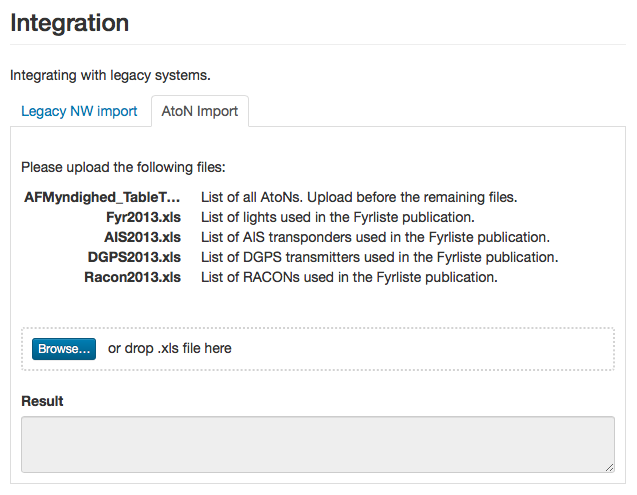 Integration
Integrating with legacy systems.
Legacy NW import AtoN Import
Please upload the following files:
AFMyndighed_TableT... List of all AtoNs. Upload before the remaining files.
Fyr2013.xls List of lights used in the Fyrliste publication.
AIS2013.xls List of AIS transponders used in the Fyrliste publication.
DGPS2013.xls List of DGPS transmitters used in the Fyrliste publication.
Racon2013.xls List of RACONs used in the Fyrliste publication.
Browse... or drop .xls file here
Result